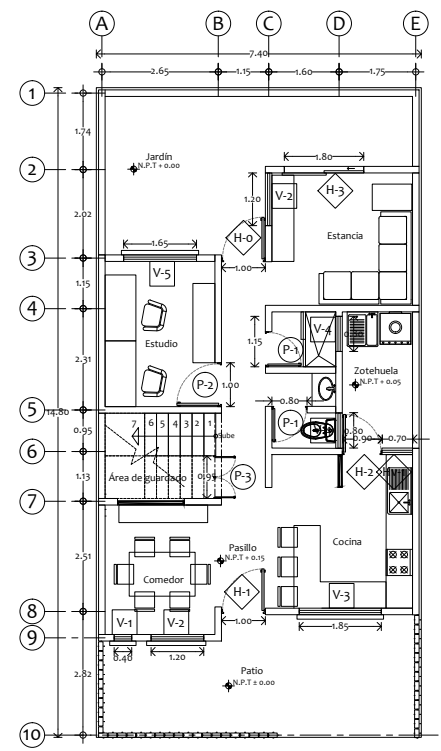 A B C D E
7.40
2.65 1.15 1.60 1.75
1
1.74
Jardín
N.P.T + 0.00
2
1.80
V-2
H-3
1.20
2.02
H-0
Estancia
3
1.65
1.00
V-5
1.15
4
V-4
1.15
P-1
Estudio
Zotehuela
N.P.T + 0.05
2.31
P-2
1.00
0.80
5
14.80
P-1
0.80
0.95
7 6 5 4 3 2 1
Sube
0.90 0.70
6
H-2
Área de guardado
0.95
P-3
1.13
7
Cocina
Pasillo
N.P.T + 0.15
2.51
Comedor
H-1
V-3
8
V-1
V-2
1.00
1.85
9
0.40
1.20
2.82
Patio
N.P.T ± 0.00
10